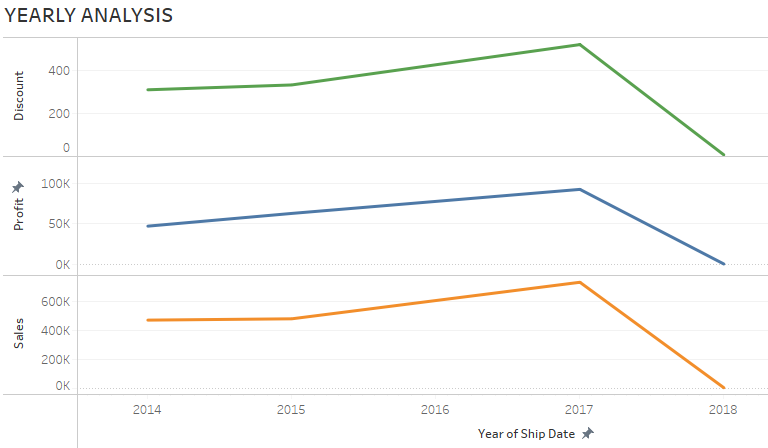 YEARLY ANALYSIS
Discount
400
200
0
Profit
100K
50K
0K
Sales
600K
400K
200K
0K
2014 2015 2016 2017 2018
Year of Ship Date